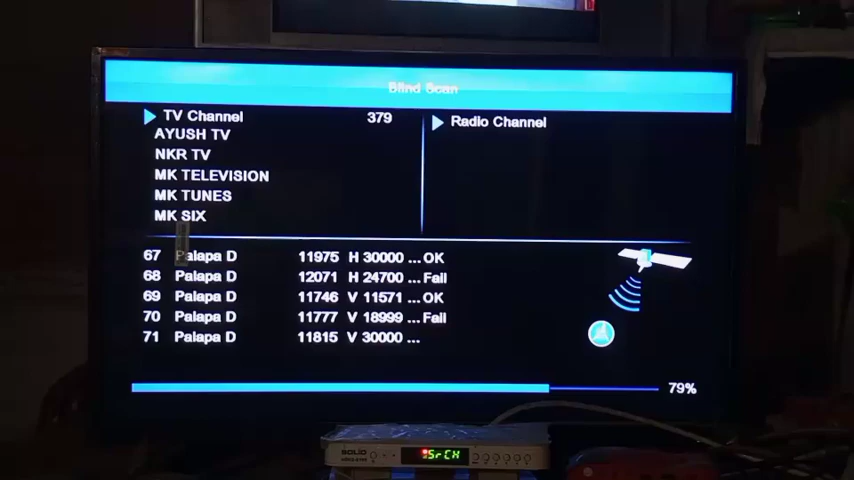 Blind Scan
TV Channel 379
AYUSH TV
NKR TV
MK TELEVISION
MK TUNES
MK SIX
Radio Channel
67 Palapa D 11975 H 30000 ...OK
68 Palapa D 12071 H 24700 ...Fail
69 Palapa D 11746 V 11571 ...OK
70 Palapa D 11777 V 18999 ...Fail
71 Palapa D 11815 V 30000 ...
79%
SOLID
SrCH